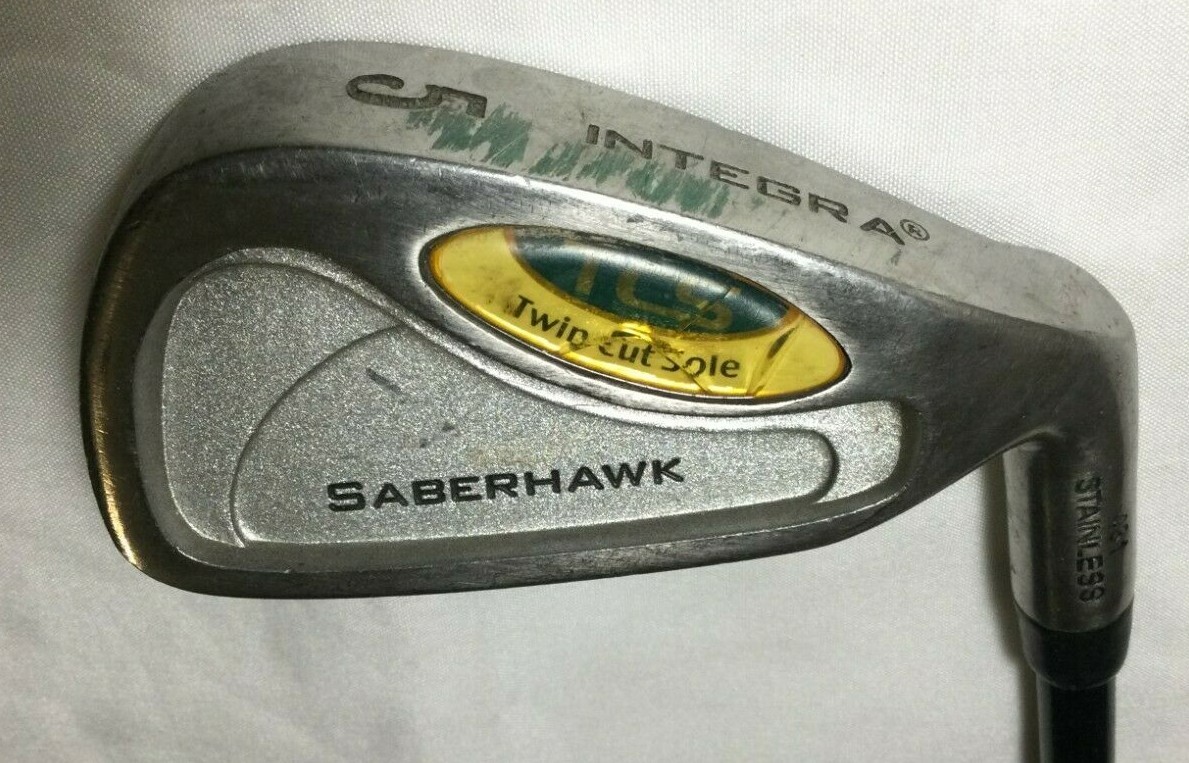 5 INTEGRA®
TCS
Twin Cut Sole
SABERHAWK
STAINLESS